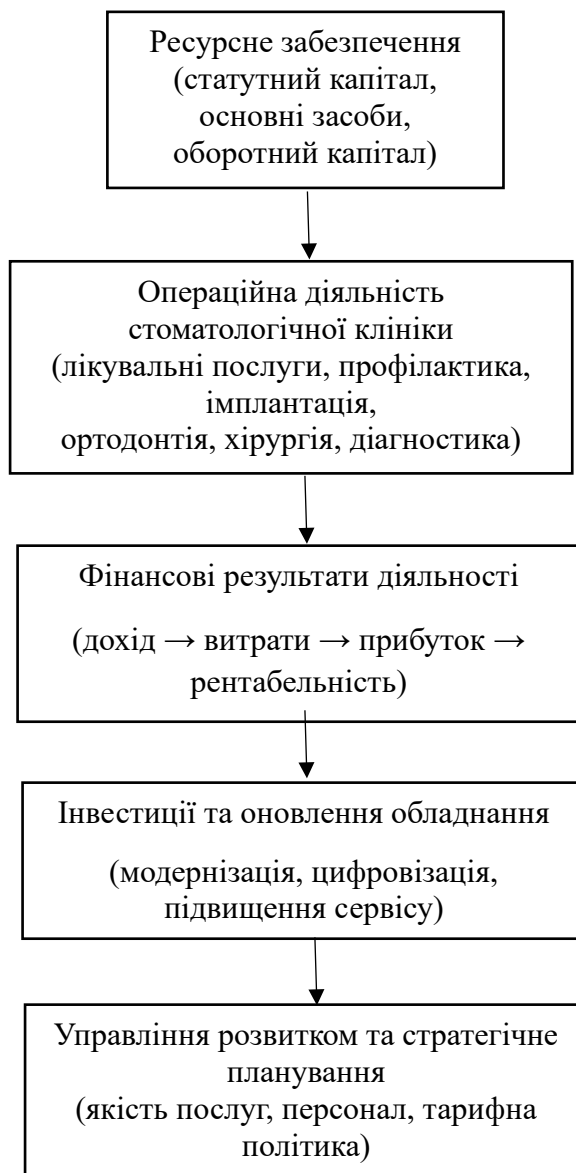 Ресурсне забезпечення
(статутний капітал,
основні засоби,
оборотний капітал)
Операційна діяльність
стоматологічної клініки
(лікувальні послуги, профілактика,
імплантація,
ортодонтія, хірургія, діагностика)
Фінансові результати діяльності
(дохід → витрати → прибуток →
рентабельність)
Інвестиції та оновлення обладнання
(модернізація, цифровізація,
підвищення сервісу)
Управління розвитком та стратегічне
планування
(якість послуг, персонал, тарифна
політика)